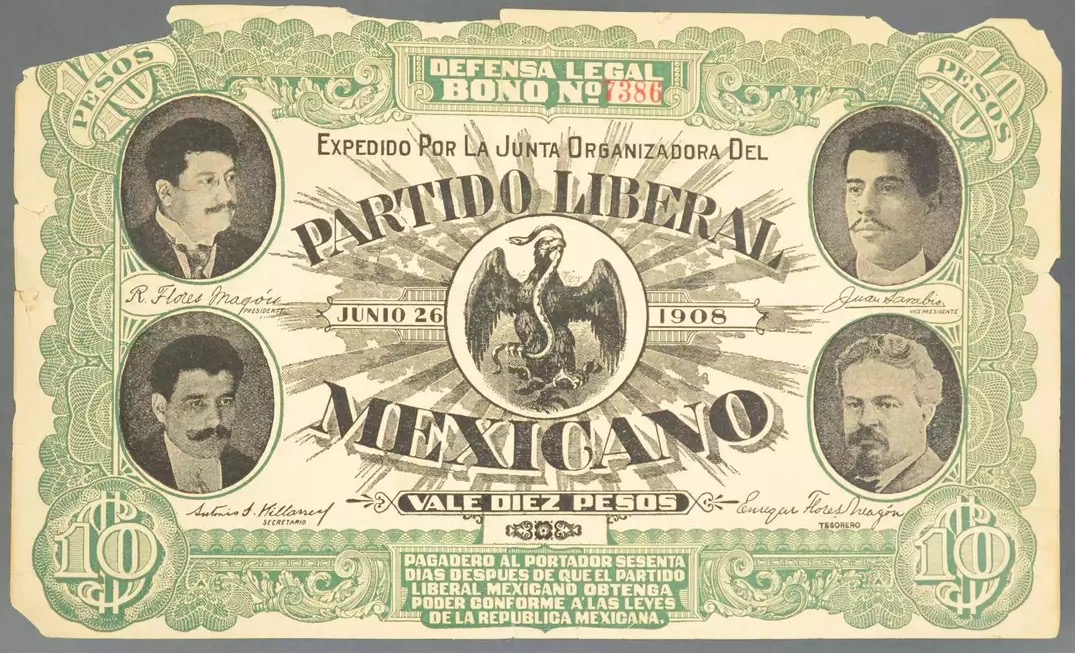 10 PESOS
DEFENSA LEGAL
BONO Nº 7386
10 PESOS
EXPEDIDO POR LA JUNTA ORGANIZADORA DEL
PARTIDO LIBERAL
R. Flores Magón
PRESIDENTE
JUNIO 26 1908
Juan Sarabia
VICE PRESIDENTE
MEXICANO
VALE DIEZ PESOS
Antonio I. Villarreal
SECRETARIO
Enrique Flores Magón
TESORERO
10
PAGADERO AL PORTADOR SESENTA
DIAS DESPUES DE QUE EL PARTIDO
LIBERAL MEXICANO OBTENGA
PODER CONFORME A LAS LEYES
DE LA REPUBLICA MEXICANA.
10